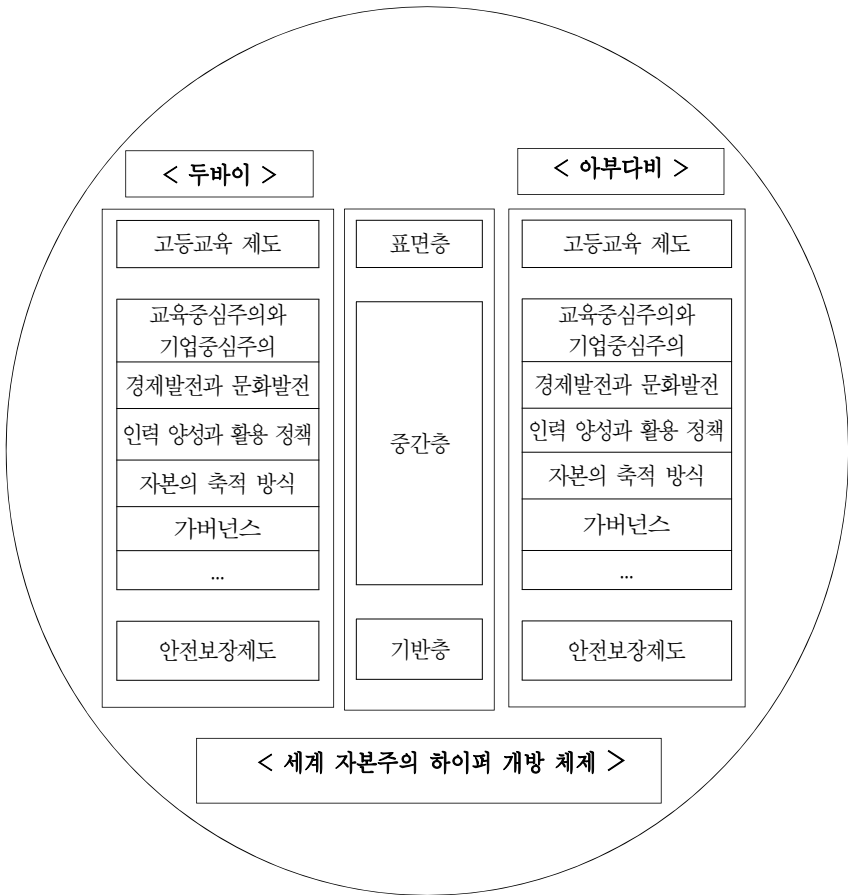 < 두바이 >
고등교육 제도
교육중심주의와
기업중심주의
경제발전과 문화발전
인력 양성과 활용 정책
자본의 축적 방식
가버넌스
...
안전보장제도
표면층
중간층
기반층
< 아부다비 >
고등교육 제도
교육중심주의와
기업중심주의
경제발전과 문화발전
인력 양성과 활용 정책
자본의 축적 방식
가버넌스
...
안전보장제도
< 세계 자본주의 하이퍼 개방 체제 >